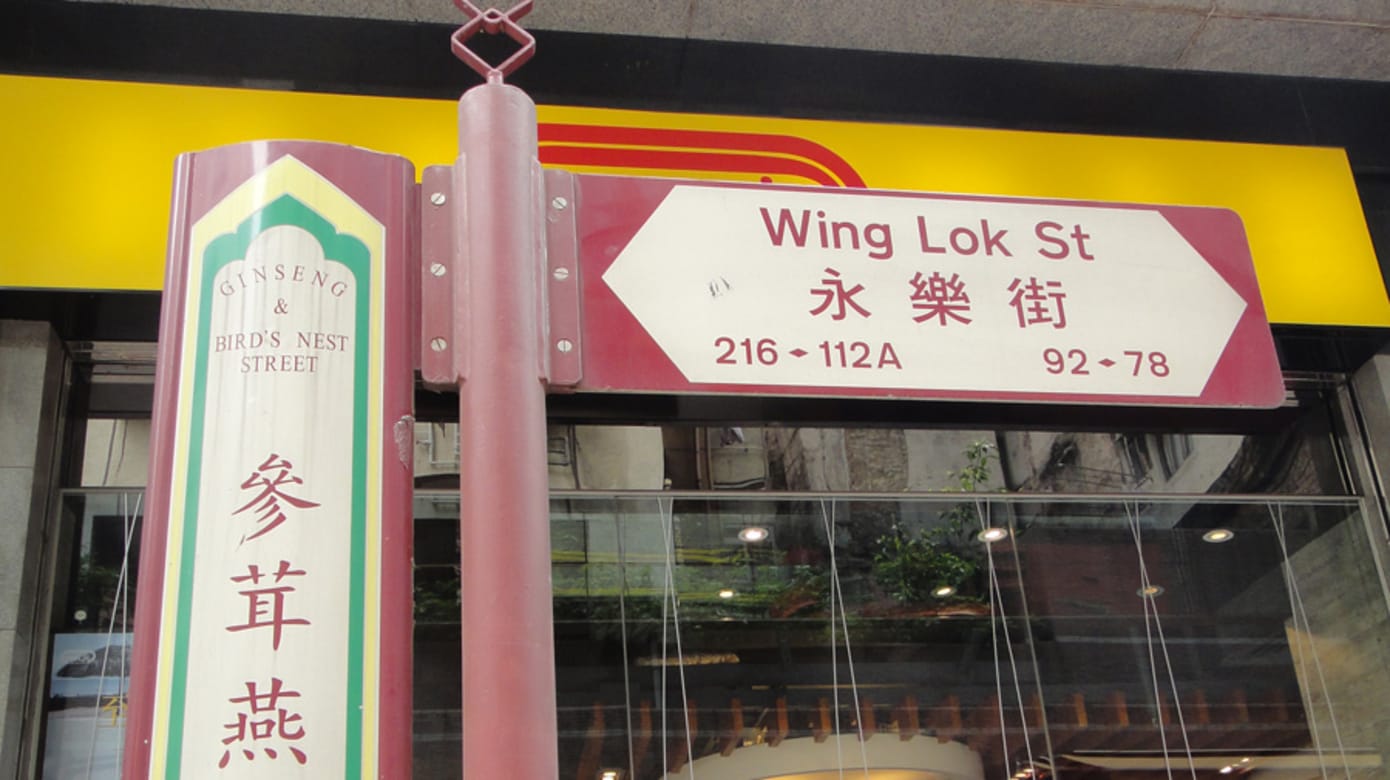 GINSENG
&
BIRD'S NEST
STREET
參
茸
燕
Wing Lok St
永樂街
216 112A
92 78